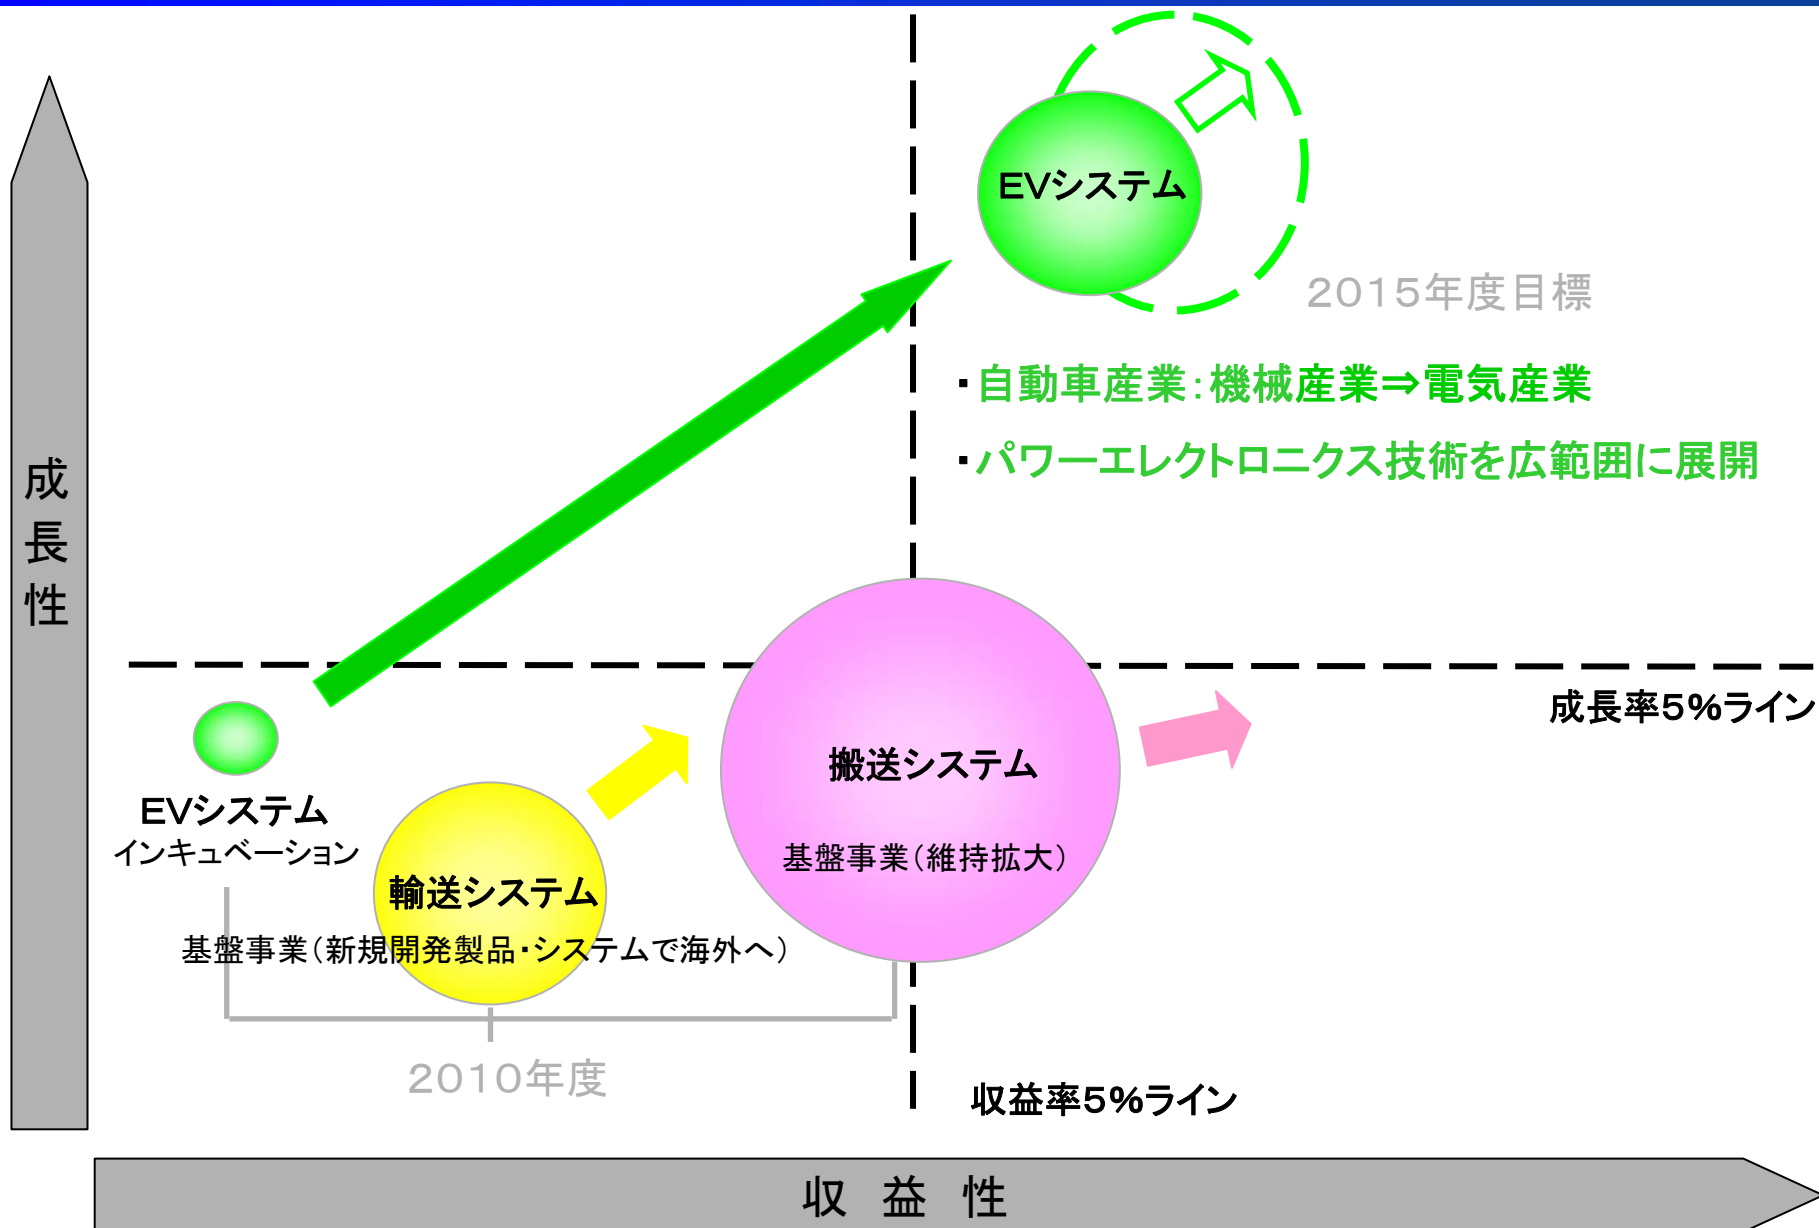 成長性
EVシステム
2015年度目標
・自動車産業：機械産業⇒電気産業
・パワーエレクトロニクス技術を広範囲に展開
成長率5%ライン
搬送システム
基盤事業（維持拡大）
EVシステム
インキュベーション
輸送システム
基盤事業（新規開発製品・システムで海外へ）
2010年度
収益率5%ライン
収益性